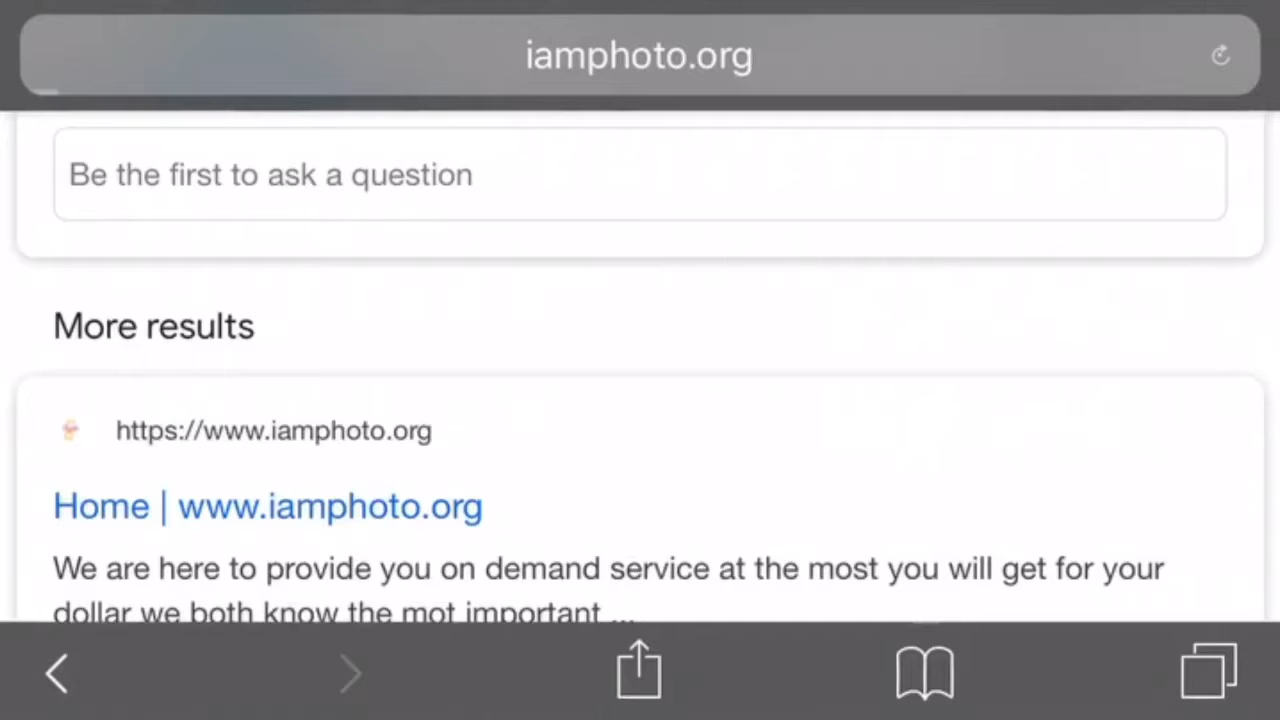 iamphoto.org
Be the first to ask a question
More results
https://www.iamphoto.org
Home | www.iamphoto.org
We are here to provide you on demand service at the most you will get for your
dollar we both know the mot important ...